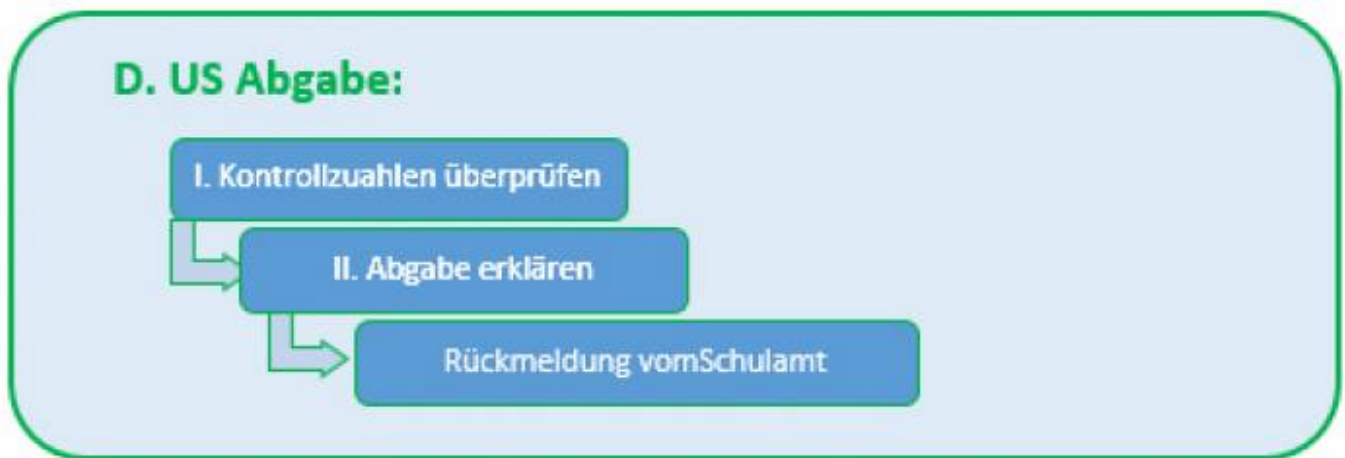 D. US Abgabe:
I. Kontrollzuahlen überprüfen
II. Abgabe erklären
Rückmeldung vomSchulamt